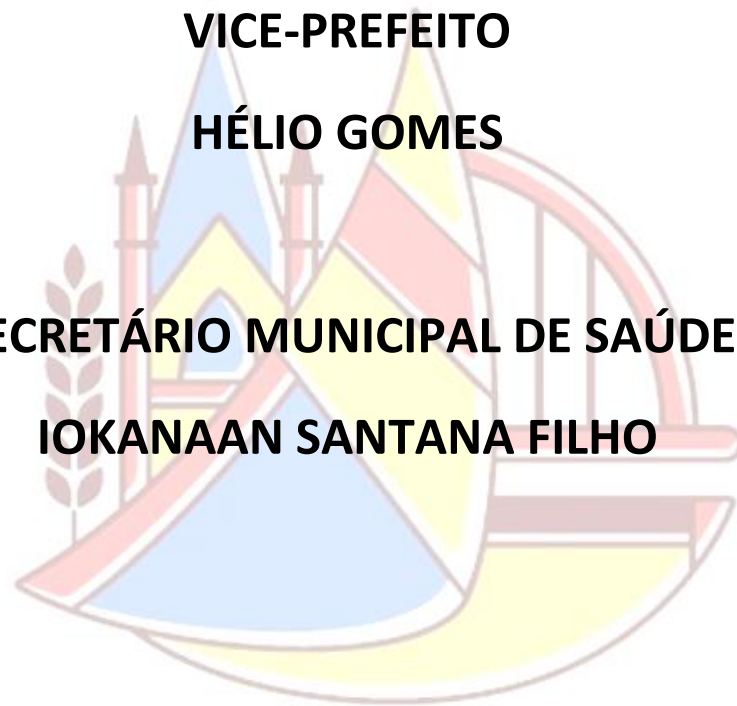 VICE-PREFEITO
HÉLIO GOMES
ECRETÁRIO MUNICIPAL DE SAÚDE
IOKANAAN SANTANA FILHO